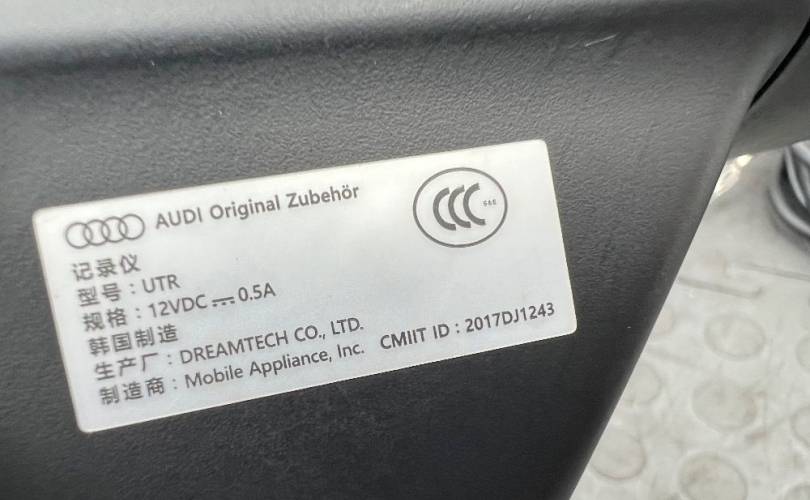 AUDI Original Zubehör
CCC S&E
记录仪
型号：UTR
规格：12VDC ⎓ 0.5A
韩国制造
生产厂：DREAMTECH CO., LTD.
制造商：Mobile Appliance, Inc. CMIIT ID：2017DJ1243